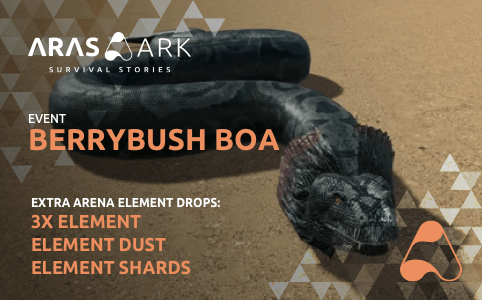 ARAS ARK
SURVIVAL STORIES
EVENT
BERRYBUSH BOA
EXTRA ARENA ELEMENT DROPS:
3X ELEMENT
ELEMENT DUST
ELEMENT SHARDS